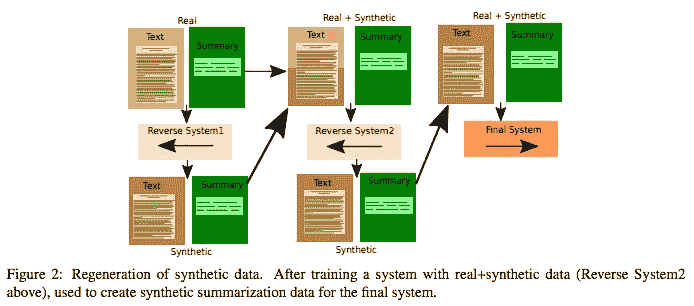 Real
Real + Synthetic
Real + Synthetic
Text
Summary
Text
Summary
Text
Summary
Reverse System1
Reverse System2
Final System
Text
Summary
Text
Summary
Synthetic
Synthetic
Figure 2: Regeneration of synthetic data. After training a system with real+synthetic data (Reverse System2
above), used to create synthetic summarization data for the final system.